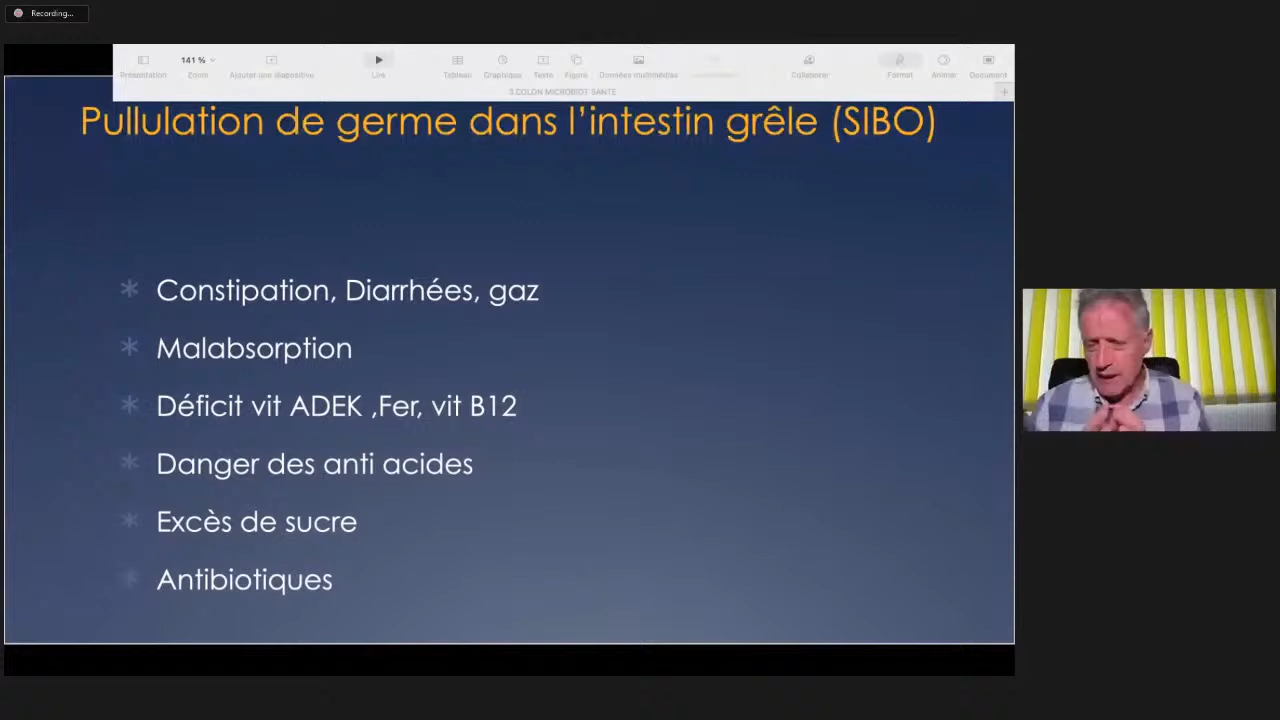 Recording...
141 %
Présentation Zoom Ajouter une diapositive Lire Tableau Graphique Texte Figure Données multimédias Collaborer Format Animer Document
3.COLON MICROBIOT SANTE
Pullulation de germe dans l’intestin grêle (SIBO)
Constipation, Diarrhées, gaz
Malabsorption
Déficit vit ADEK ,Fer, vit B12
Danger des anti acides
Excès de sucre
Antibiotiques